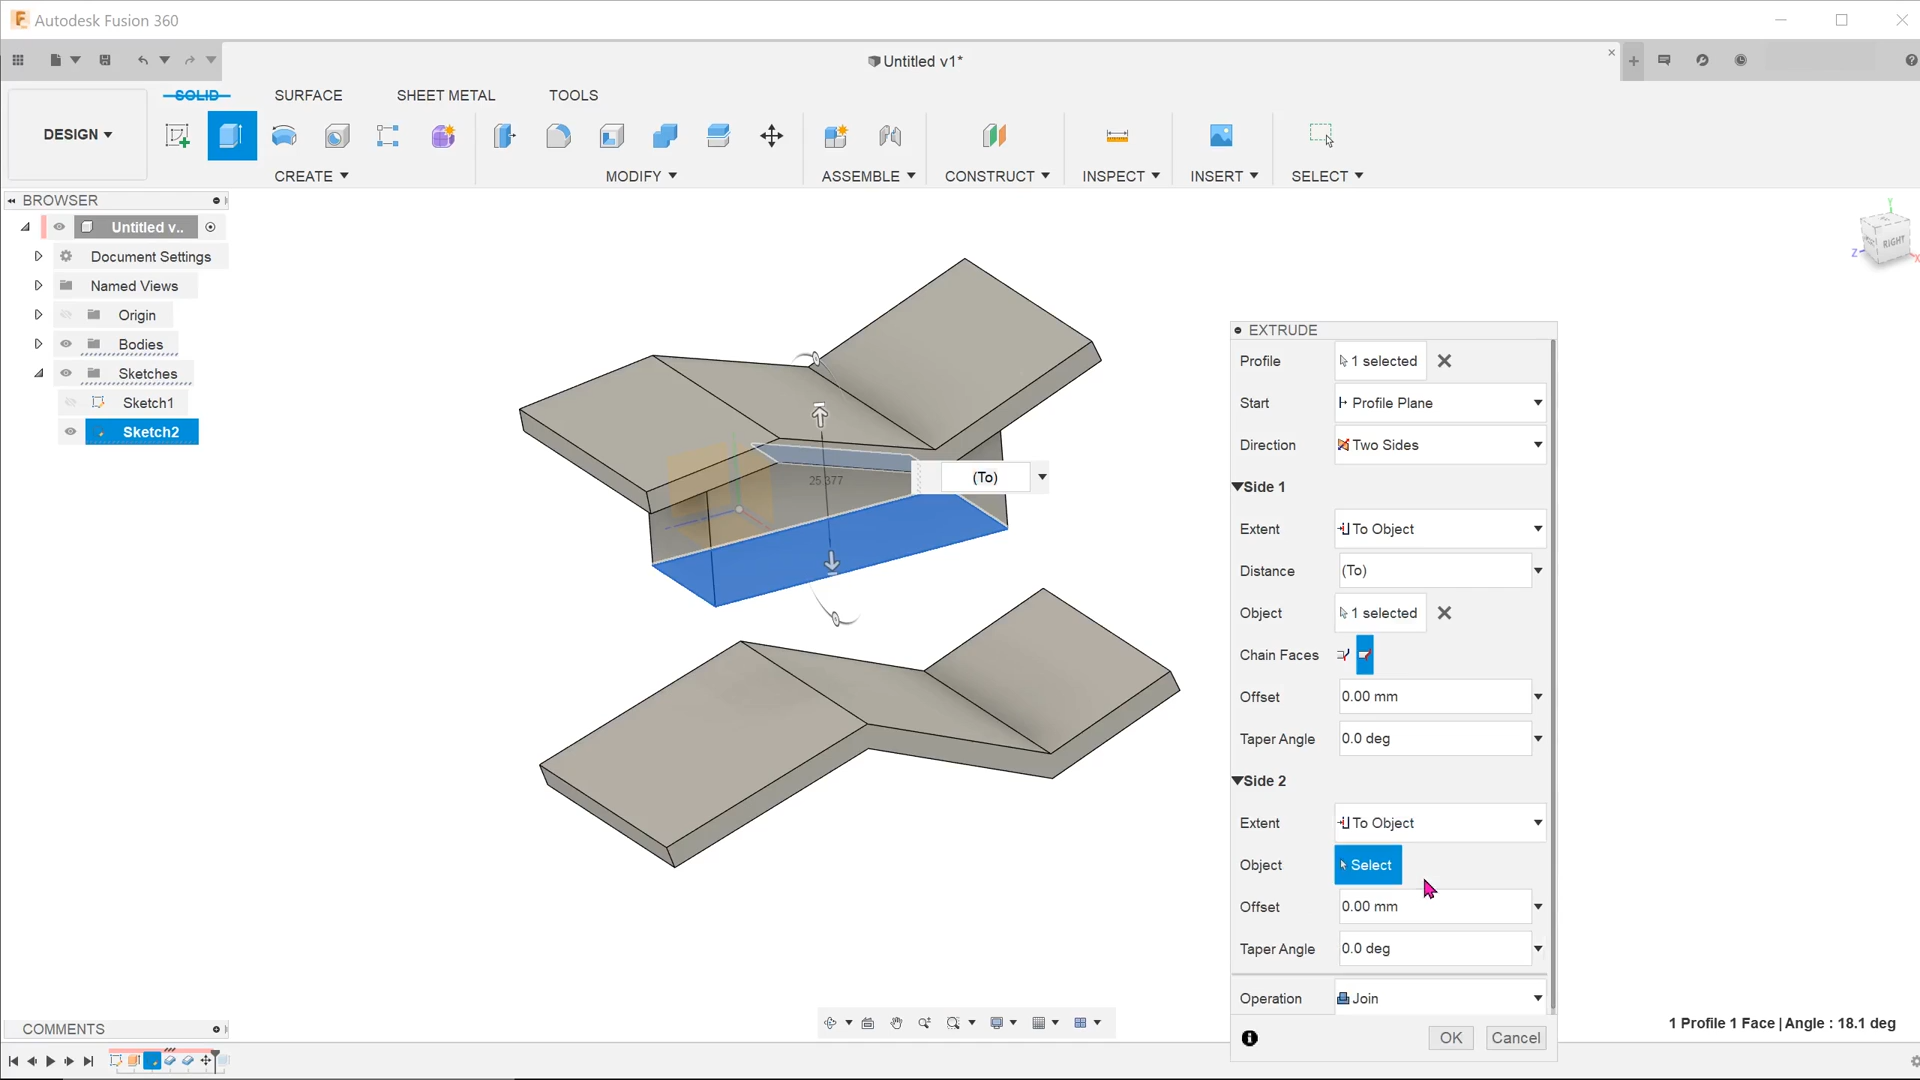 Autodesk Fusion 360
Untitled v1*
SOLID SURFACE SHEET METAL TOOLS
DESIGN
CREATE MODIFY ASSEMBLE CONSTRUCT INSPECT INSERT SELECT
BROWSER
Untitled v..
Document Settings
Named Views
Origin
Bodies
Sketches
Sketch1
Sketch2
Y
RIGHT
Z
X
25.377
(To)
EXTRUDE
Profile 1 selected
Start Profile Plane
Direction Two Sides
Side 1
Extent To Object
Distance (To)
Object 1 selected
Chain Faces
Offset 0.00 mm
Taper Angle 0.0 deg
Side 2
Extent To Object
Object Select
Offset 0.00 mm
Taper Angle 0.0 deg
Operation Join
OK Cancel
COMMENTS
1 Profile 1 Face | Angle : 18.1 deg